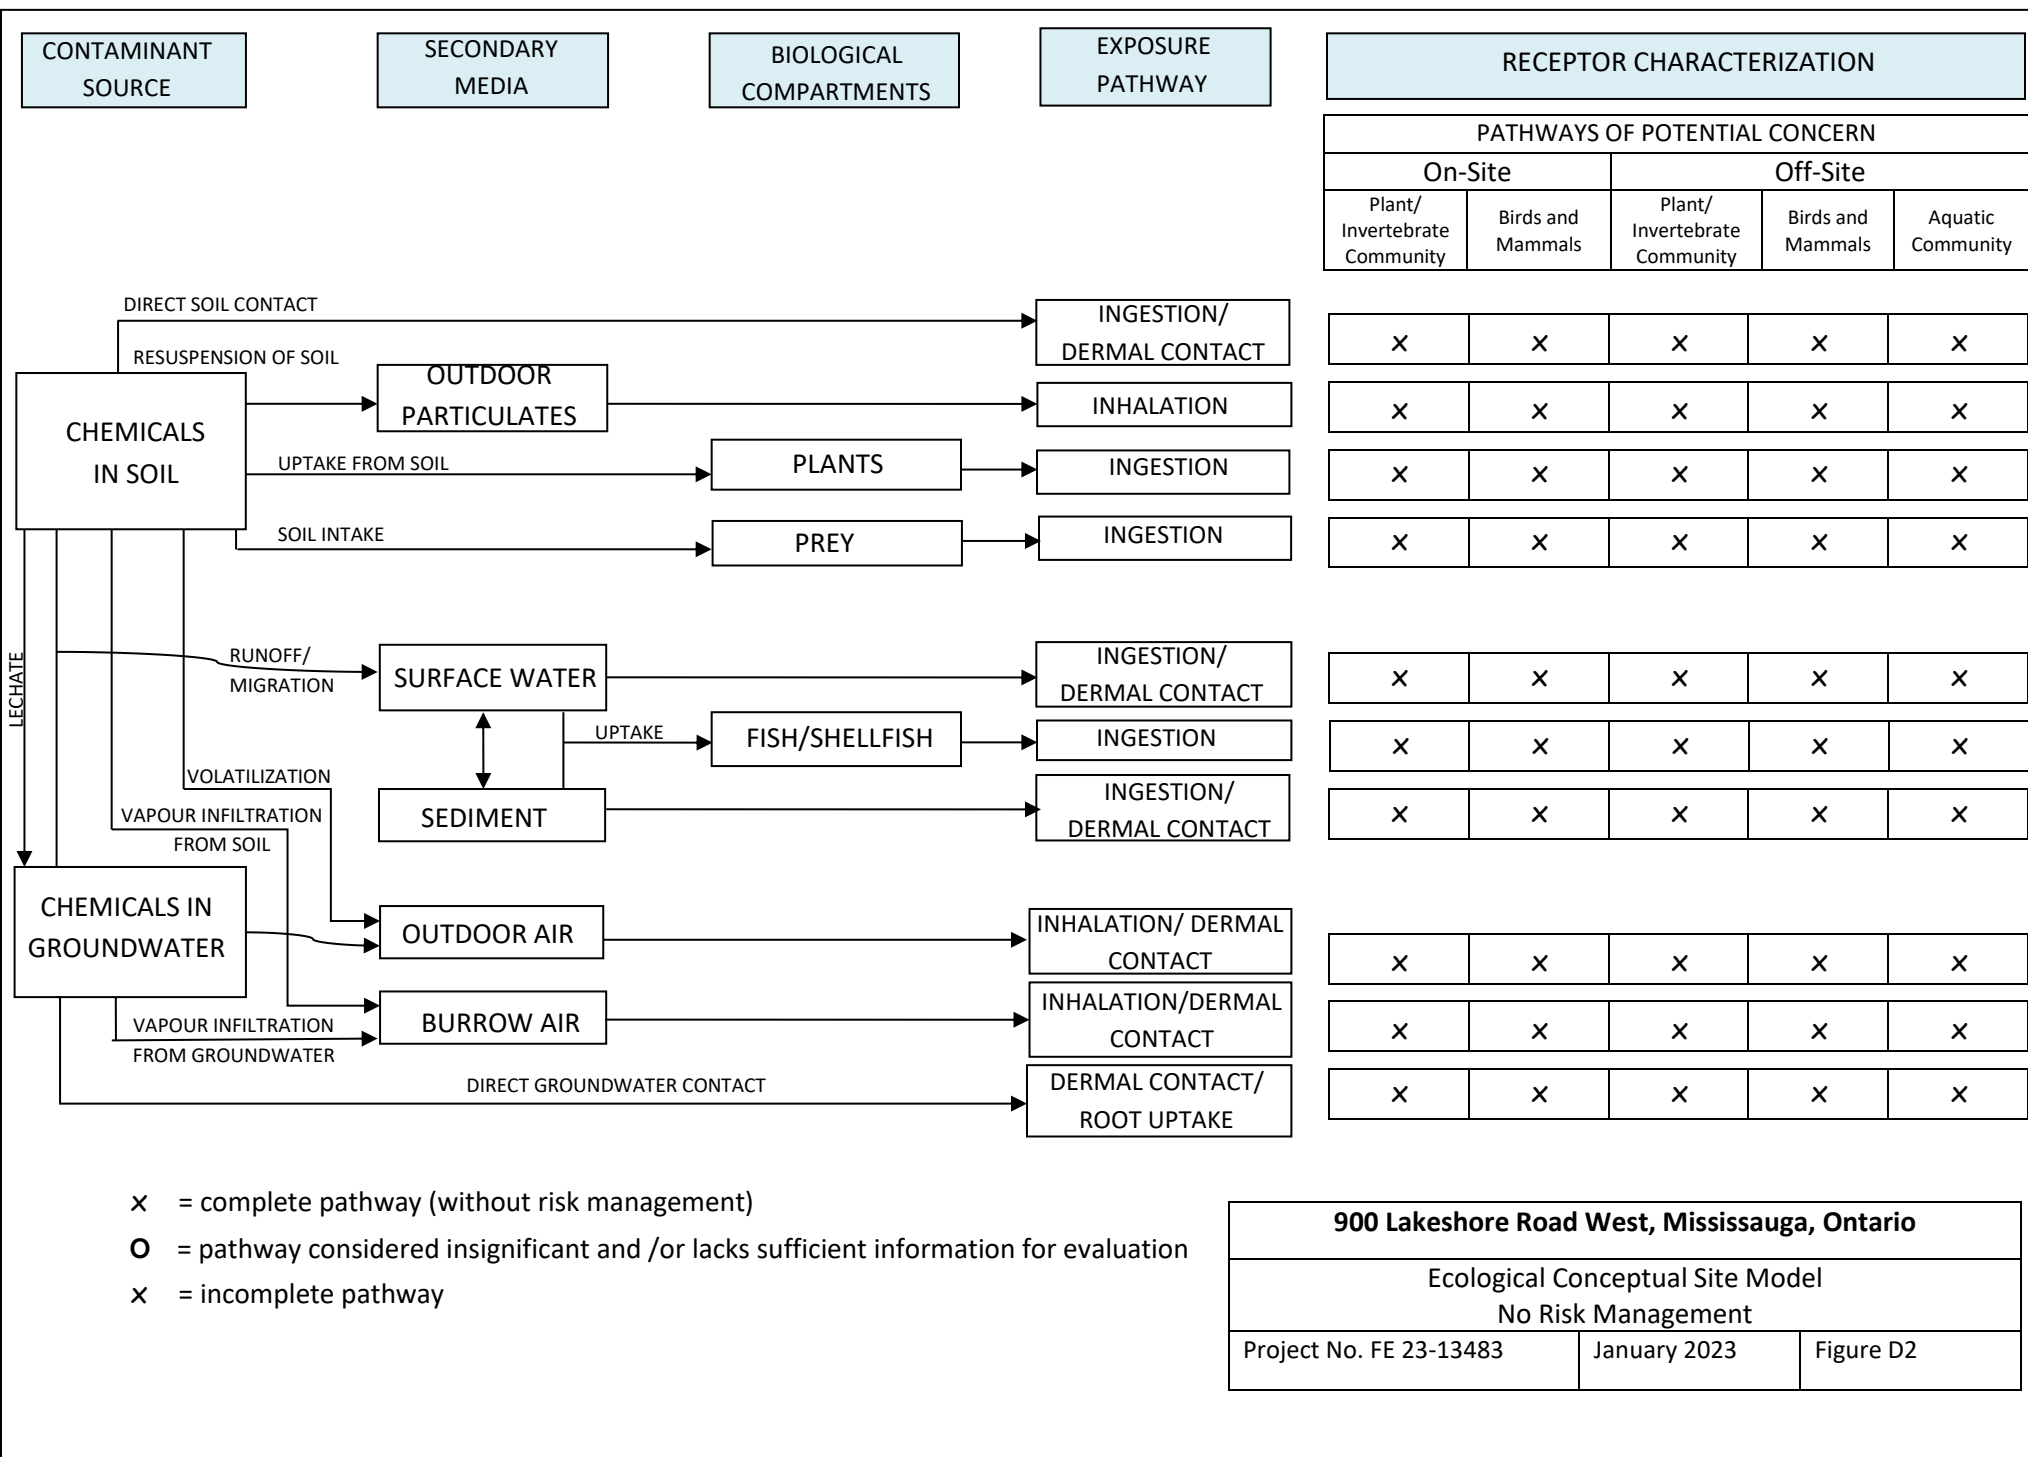 CONTAMINANT
SOURCE
SECONDARY
MEDIA
BIOLOGICAL
COMPARTMENTS
EXPOSURE
PATHWAY
RECEPTOR CHARACTERIZATION
PATHWAYS OF POTENTIAL CONCERN
On-Site
Off-Site
Plant/
Invertebrate
Community
Birds and
Mammals
Plant/
Invertebrate
Community
Birds and
Mammals
Aquatic
Community
DIRECT SOIL CONTACT
INGESTION/
DERMAL CONTACT
x x x x x
RESUSPENSION OF SOIL
OUTDOOR
PARTICULATES
INHALATION
x x x x x
CHEMICALS
IN SOIL
UPTAKE FROM SOIL
PLANTS
INGESTION
x x x x x
SOIL INTAKE
PREY
INGESTION
x x x x x
LECHATE
RUNOFF/
MIGRATION
SURFACE WATER
INGESTION/
DERMAL CONTACT
x x x x x
UPTAKE
FISH/SHELLFISH
INGESTION
x x x x x
VOLATILIZATION
SEDIMENT
INGESTION/
DERMAL CONTACT
x x x x x
VAPOUR INFILTRATION
FROM SOIL
CHEMICALS IN
GROUNDWATER
OUTDOOR AIR
INHALATION/ DERMAL
CONTACT
x x x x x
VAPOUR INFILTRATION
FROM GROUNDWATER
BURROW AIR
INHALATION/DERMAL
CONTACT
x x x x x
DIRECT GROUNDWATER CONTACT
DERMAL CONTACT/
ROOT UPTAKE
x x x x x
x = complete pathway (without risk management)
O = pathway considered insignificant and /or lacks sufficient information for evaluation
x = incomplete pathway
900 Lakeshore Road West, Mississauga, Ontario
Ecological Conceptual Site Model
No Risk Management
Project No. FE 23-13483
January 2023
Figure D2